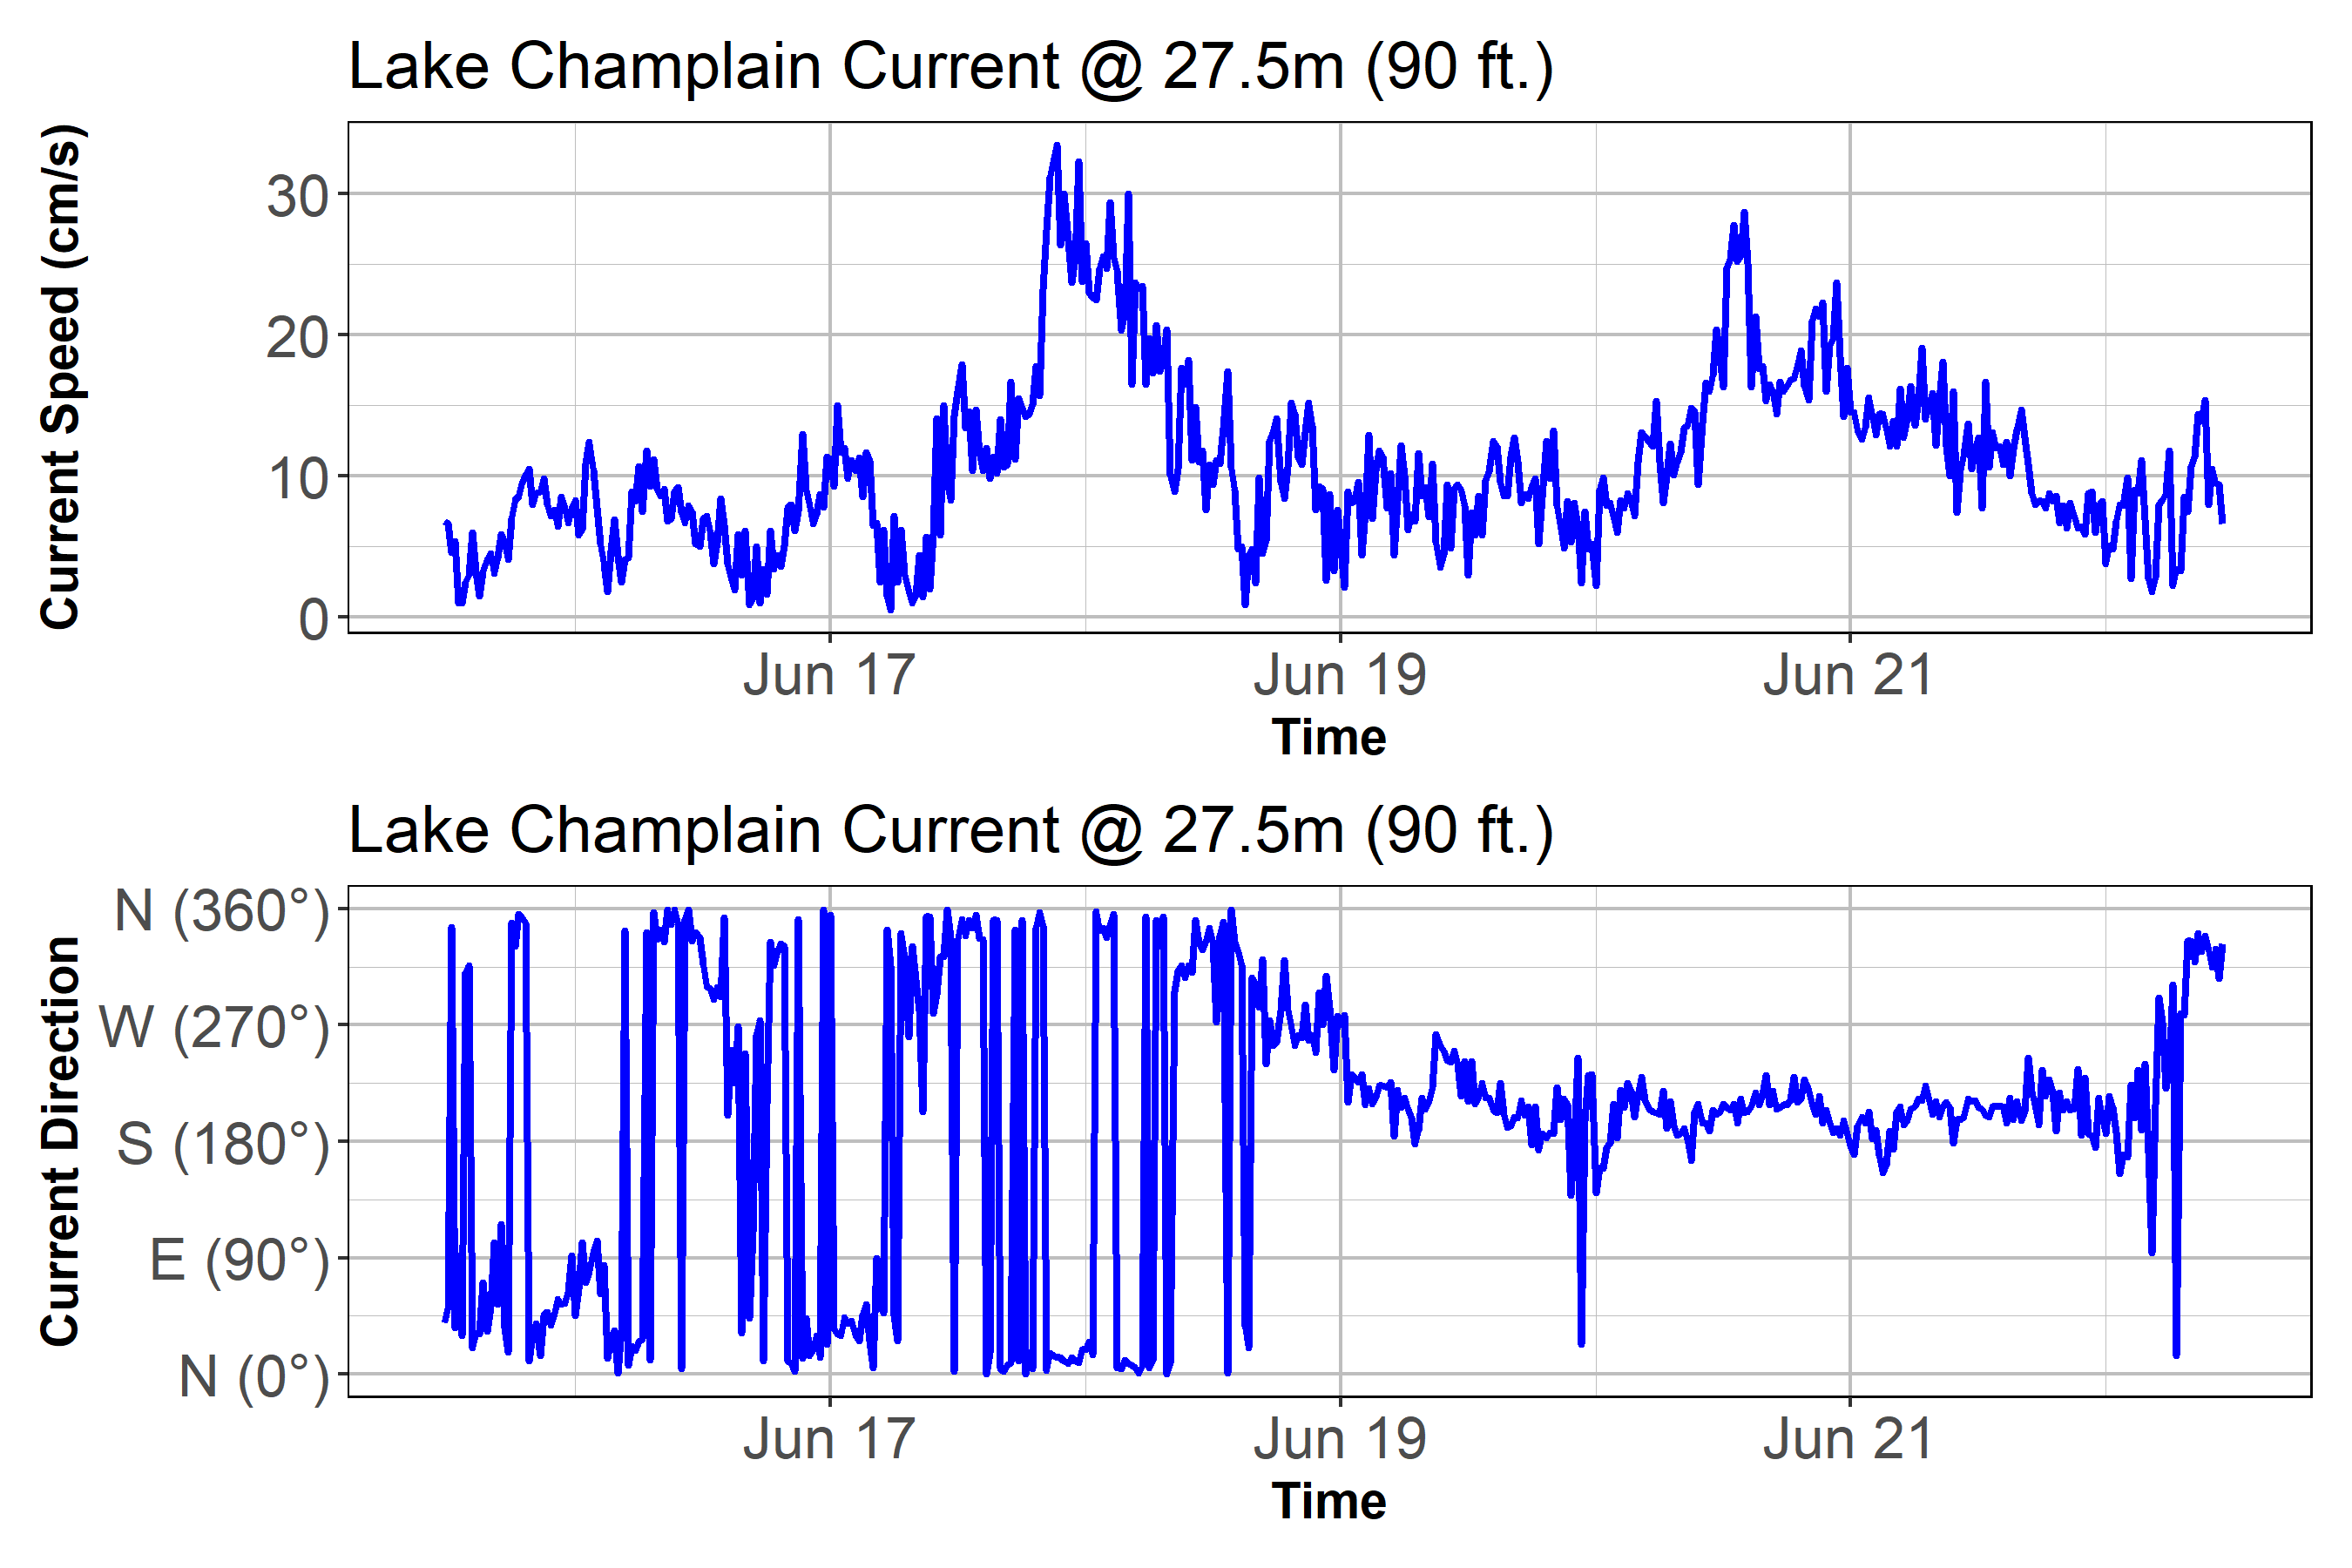 Lake Champlain Current @ 27.5m (90 ft.)
Current Speed (cm/s)
30
20
10
0
Jun 17
Jun 19
Jun 21
Time
Lake Champlain Current @ 27.5m (90 ft.)
Current Direction
N (360°)
W (270°)
S (180°)
E (90°)
N (0°)
Jun 17
Jun 19
Jun 21
Time